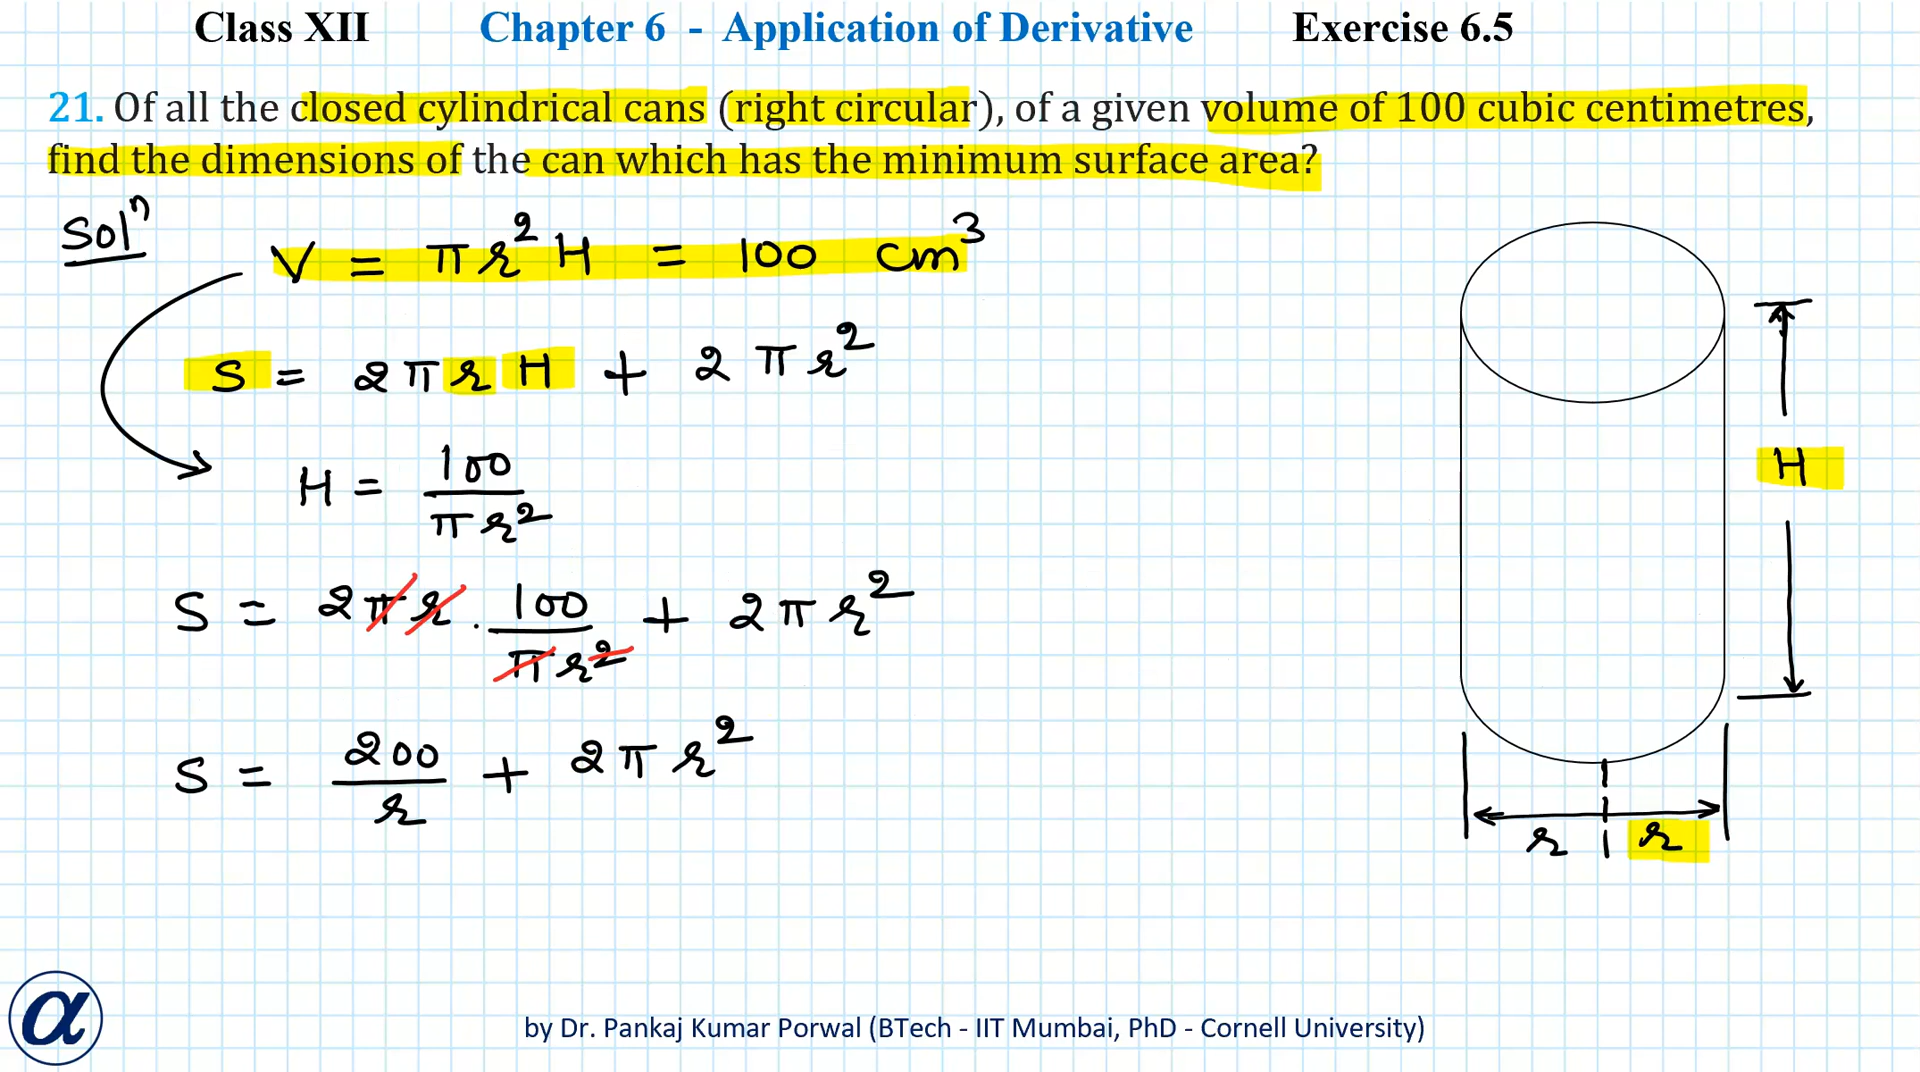 Class XII Chapter 6 - Application of Derivative Exercise 6.5
21. Of all the closed cylindrical cans (right circular), of a given volume of 100 cubic centimetres,
find the dimensions of the can which has the minimum surface area?
Solⁿ
V = πr² H = 100 cm³
S = 2πr H + 2πr²
H = 100/πr²
S = 2πr · 100/πr² + 2πr²
S = 200/r + 2πr²
H
r r
α
by Dr. Pankaj Kumar Porwal (BTech - IIT Mumbai, PhD - Cornell University)